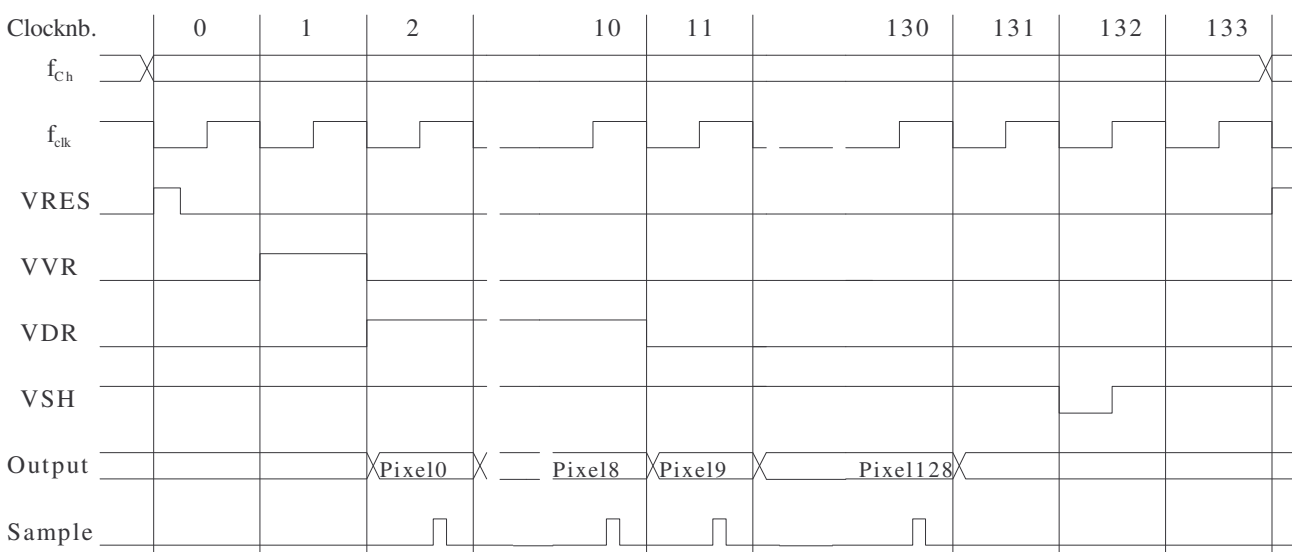 Clocknb. 0 1 2 10 11 130 131 132 133
fCh
fclk
VRES
VVR
VDR
VSH
Output Pixel0 Pixel8 Pixel9 Pixel128
Sample